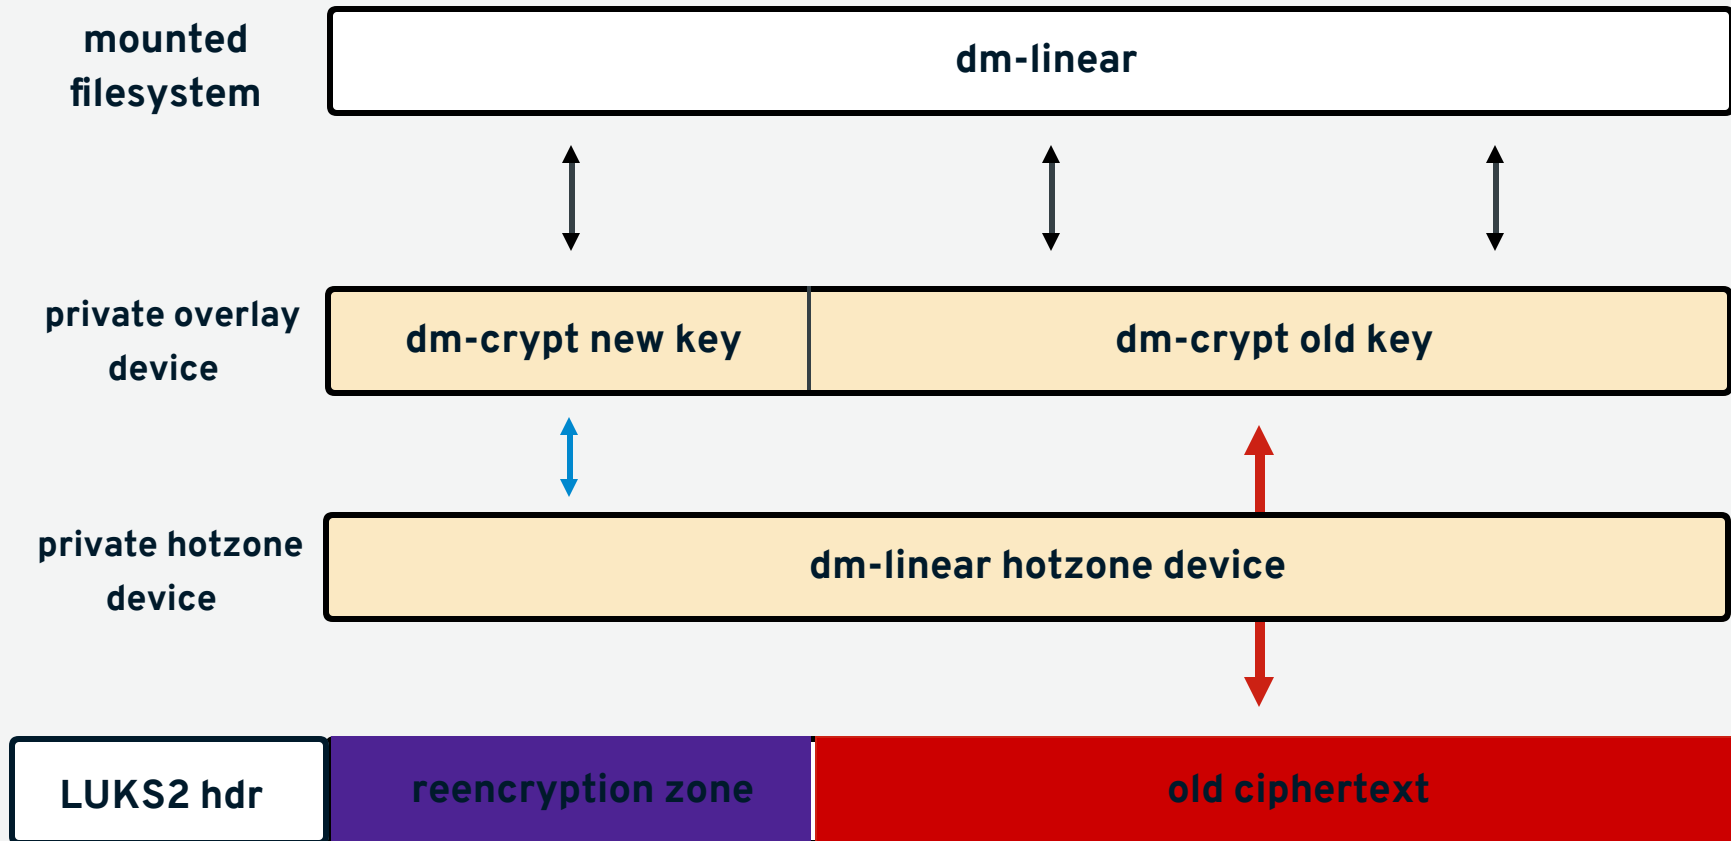 mounted
filesystem
dm-linear
private overlay
device
dm-crypt new key
dm-crypt old key
private hotzone
device
dm-linear hotzone device
LUKS2 hdr
reencryption zone
old ciphertext